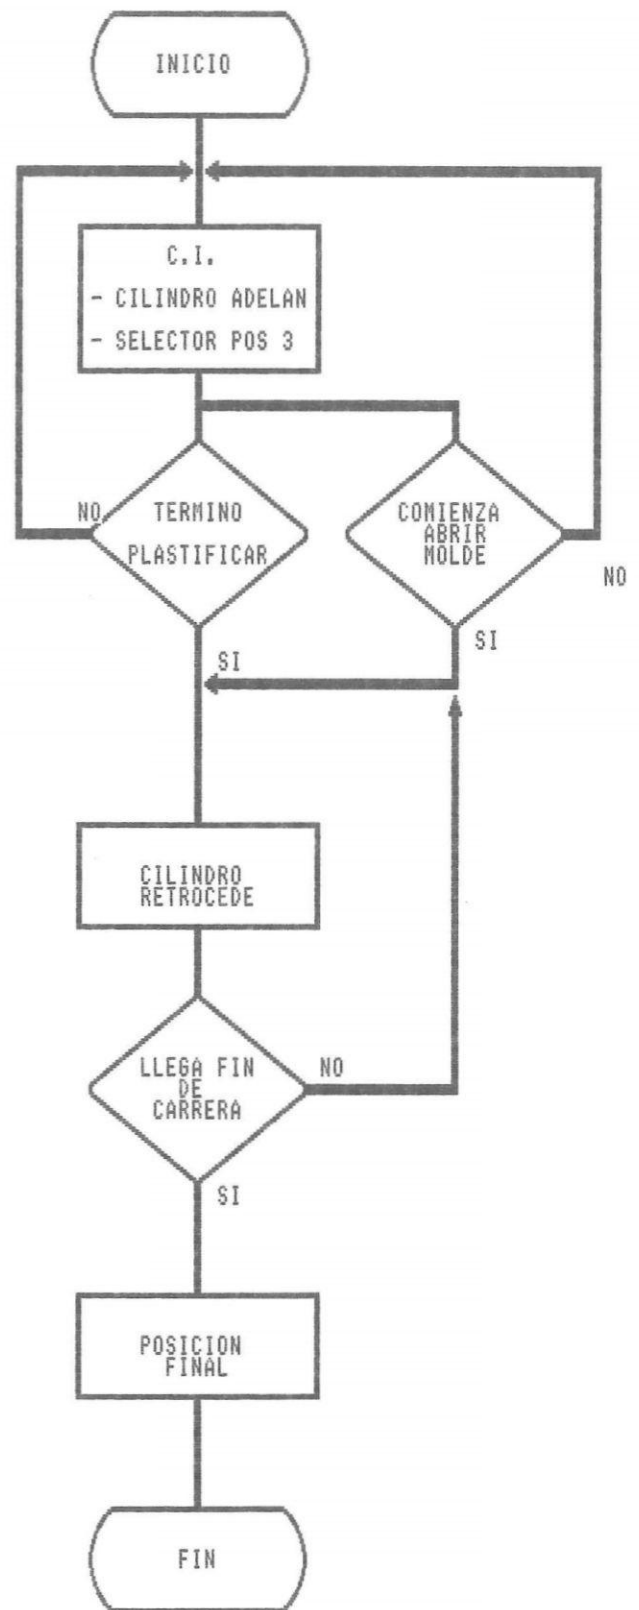 INICIO
C.I.
- CILINDRO ADELAN
- SELECTOR POS 3
NO
TERMINO
PLASTIFICAR
COMIENZA
ABRIR
MOLDE
NO
SI
SI
CILINDRO
RETROCEDE
LLEGA FIN
DE
CARRERA
NO
SI
POSICION
FINAL
FIN